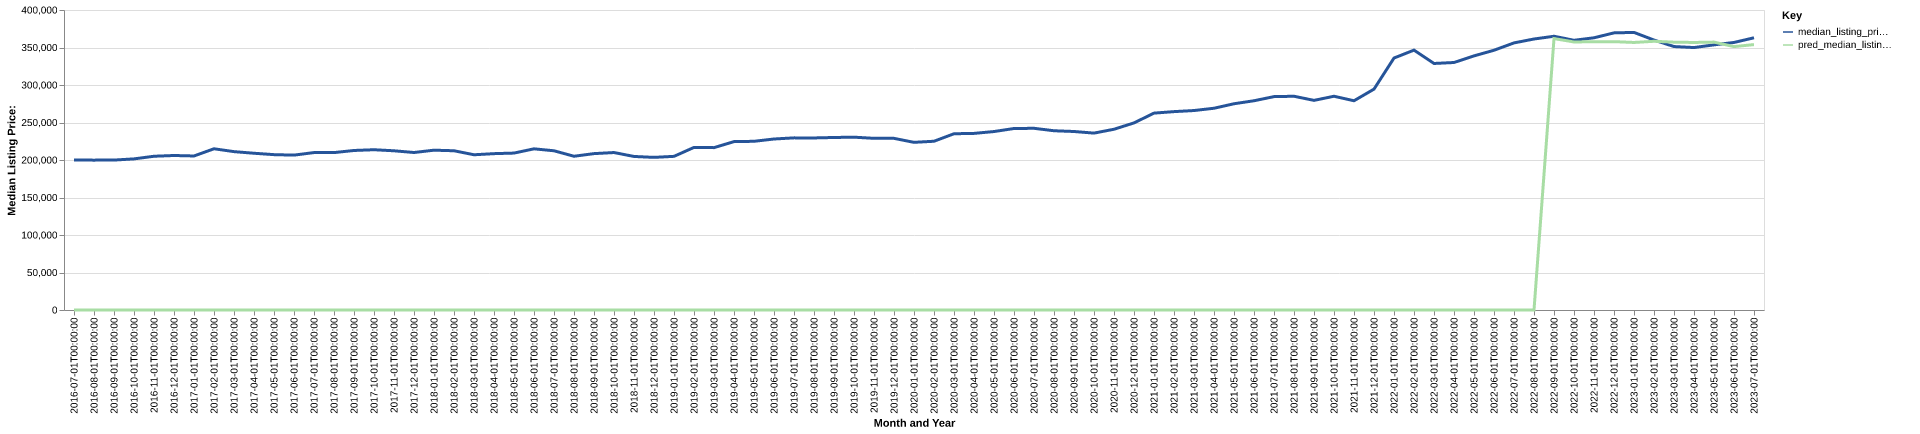 400,000
350,000
300,000
250,000
200,000
150,000
100,000
50,000
0
Median Listing Price:
2016-07-01T00:00:00
2016-08-01T00:00:00
2016-09-01T00:00:00
2016-10-01T00:00:00
2016-11-01T00:00:00
2016-12-01T00:00:00
2017-01-01T00:00:00
2017-02-01T00:00:00
2017-03-01T00:00:00
2017-04-01T00:00:00
2017-05-01T00:00:00
2017-06-01T00:00:00
2017-07-01T00:00:00
2017-08-01T00:00:00
2017-09-01T00:00:00
2017-10-01T00:00:00
2017-11-01T00:00:00
2017-12-01T00:00:00
2018-01-01T00:00:00
2018-02-01T00:00:00
2018-03-01T00:00:00
2018-04-01T00:00:00
2018-05-01T00:00:00
2018-06-01T00:00:00
2018-07-01T00:00:00
2018-08-01T00:00:00
2018-09-01T00:00:00
2018-10-01T00:00:00
2018-11-01T00:00:00
2018-12-01T00:00:00
2019-01-01T00:00:00
2019-02-01T00:00:00
2019-03-01T00:00:00
2019-04-01T00:00:00
2019-05-01T00:00:00
2019-06-01T00:00:00
2019-07-01T00:00:00
2019-08-01T00:00:00
2019-09-01T00:00:00
2019-10-01T00:00:00
2019-11-01T00:00:00
2019-12-01T00:00:00
2020-01-01T00:00:00
2020-02-01T00:00:00
2020-03-01T00:00:00
2020-04-01T00:00:00
2020-05-01T00:00:00
2020-06-01T00:00:00
2020-07-01T00:00:00
2020-08-01T00:00:00
2020-09-01T00:00:00
2020-10-01T00:00:00
2020-11-01T00:00:00
2020-12-01T00:00:00
2021-01-01T00:00:00
2021-02-01T00:00:00
2021-03-01T00:00:00
2021-04-01T00:00:00
2021-05-01T00:00:00
2021-06-01T00:00:00
2021-07-01T00:00:00
2021-08-01T00:00:00
2021-09-01T00:00:00
2021-10-01T00:00:00
2021-11-01T00:00:00
2021-12-01T00:00:00
2022-01-01T00:00:00
2022-02-01T00:00:00
2022-03-01T00:00:00
2022-04-01T00:00:00
2022-05-01T00:00:00
2022-06-01T00:00:00
2022-07-01T00:00:00
2022-08-01T00:00:00
2022-09-01T00:00:00
2022-10-01T00:00:00
2022-11-01T00:00:00
2022-12-01T00:00:00
2023-01-01T00:00:00
2023-02-01T00:00:00
2023-03-01T00:00:00
2023-04-01T00:00:00
2023-05-01T00:00:00
2023-06-01T00:00:00
2023-07-01T00:00:00
Month and Year
Key
median_listing_pri…
pred_median_listin…